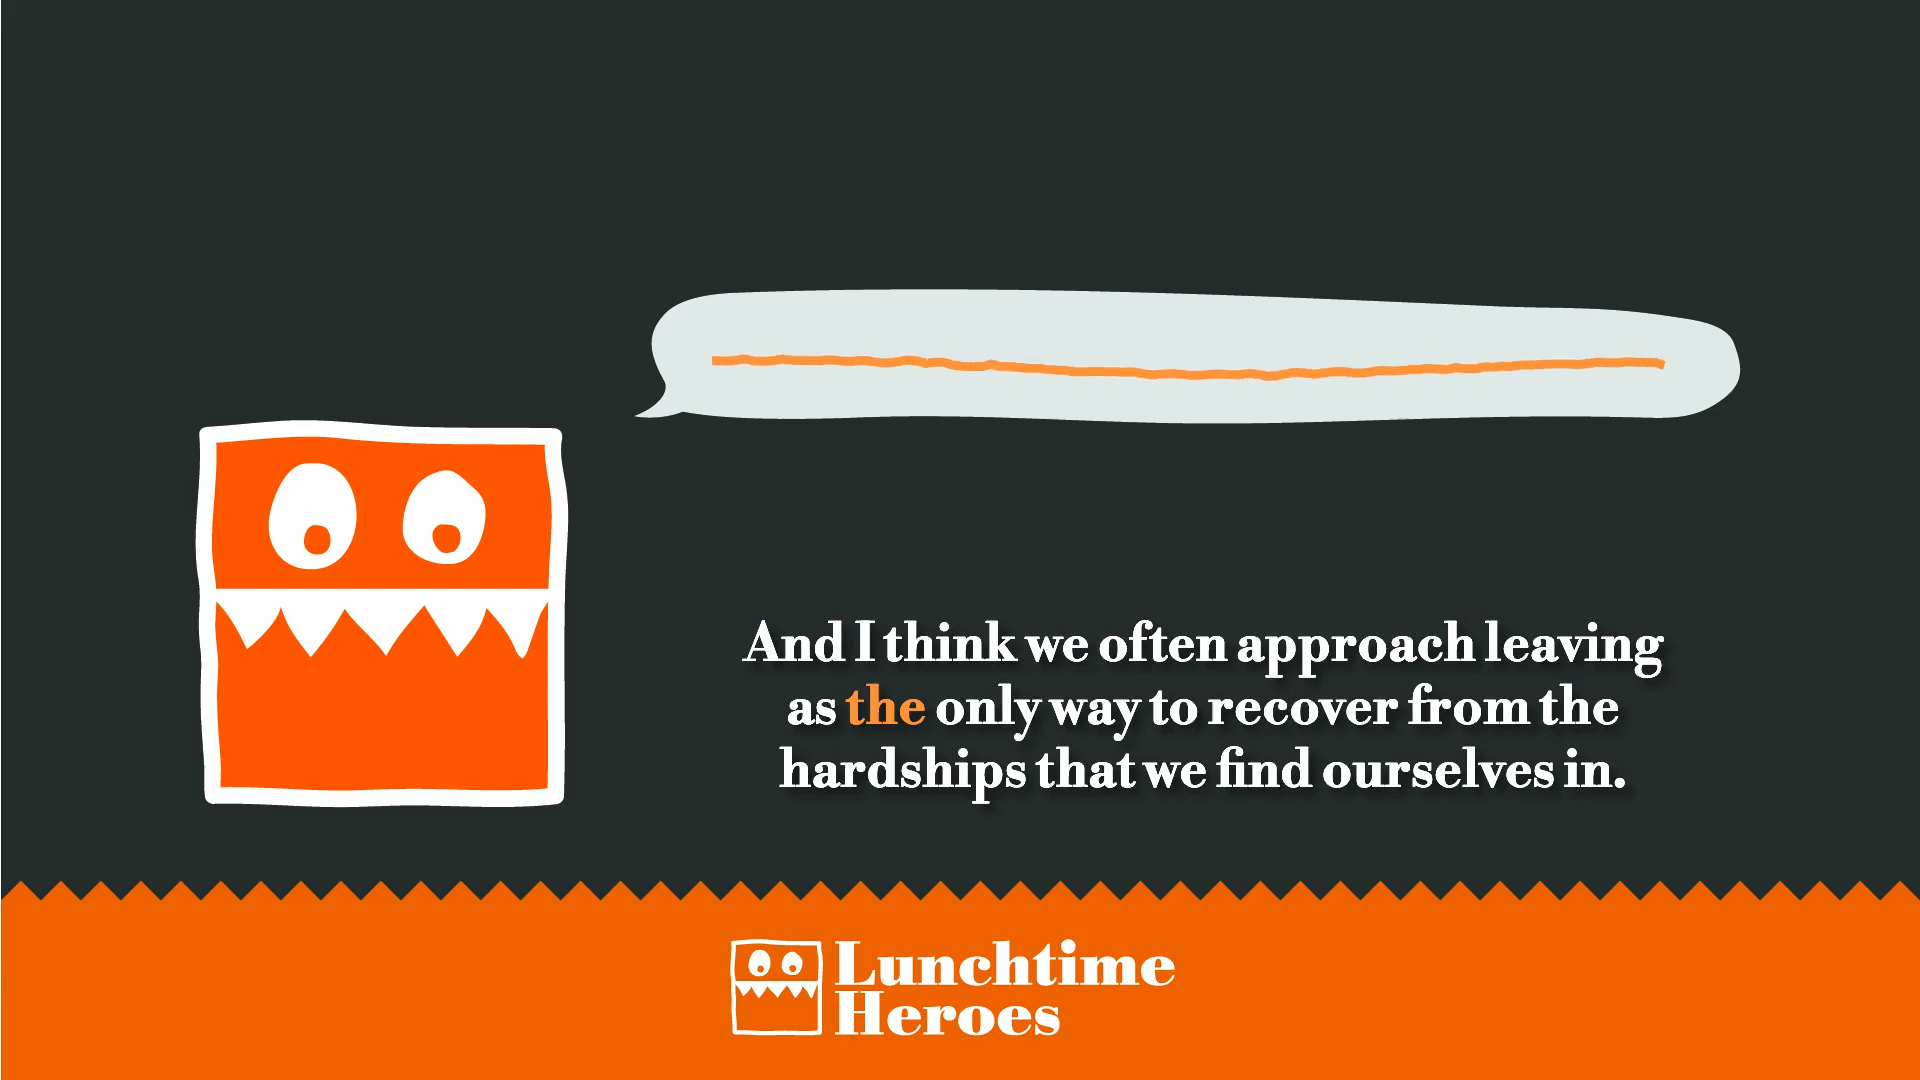 And I think we often approach leaving
as the only way to recover from the
hardships that we find ourselves in.
Lunchtime
Heroes